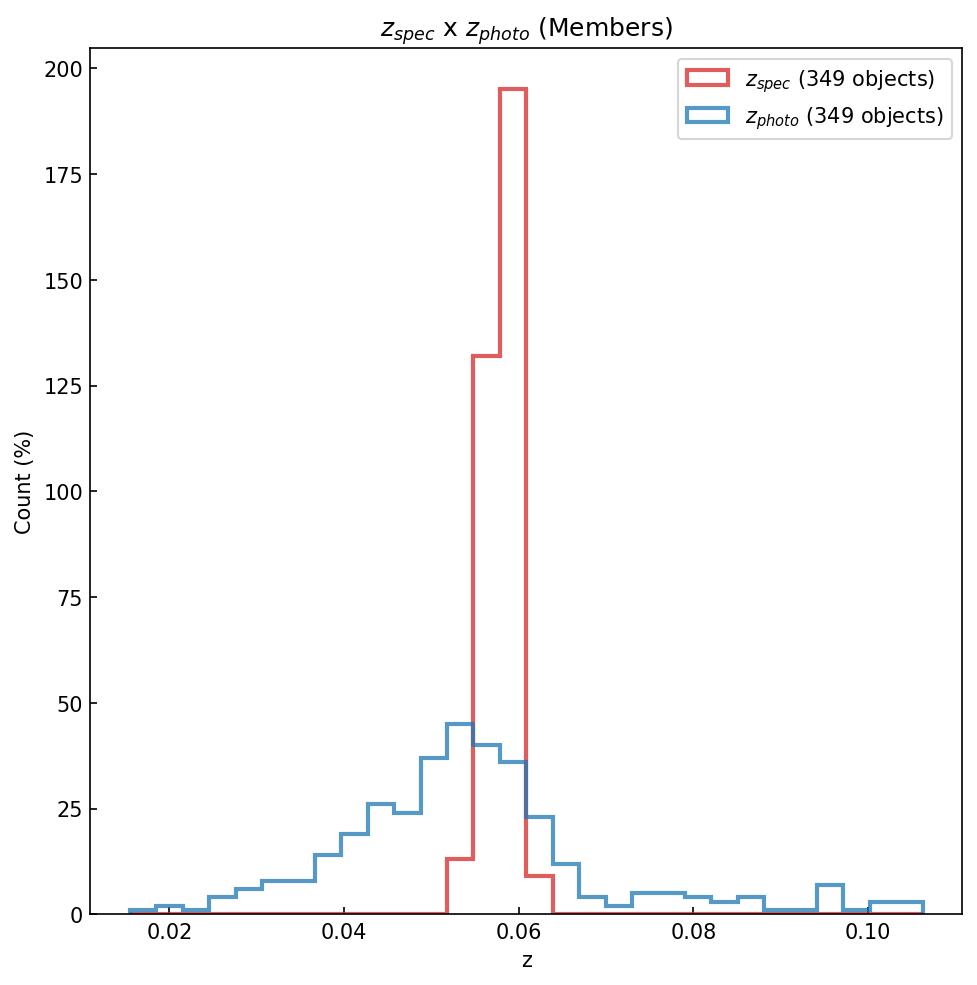 z_spec x z_photo (Members)
z_spec (349 objects)
z_photo (349 objects)
200
175
150
125
100
75
50
25
0
Count (%)
0.02 0.04 0.06 0.08 0.10
z